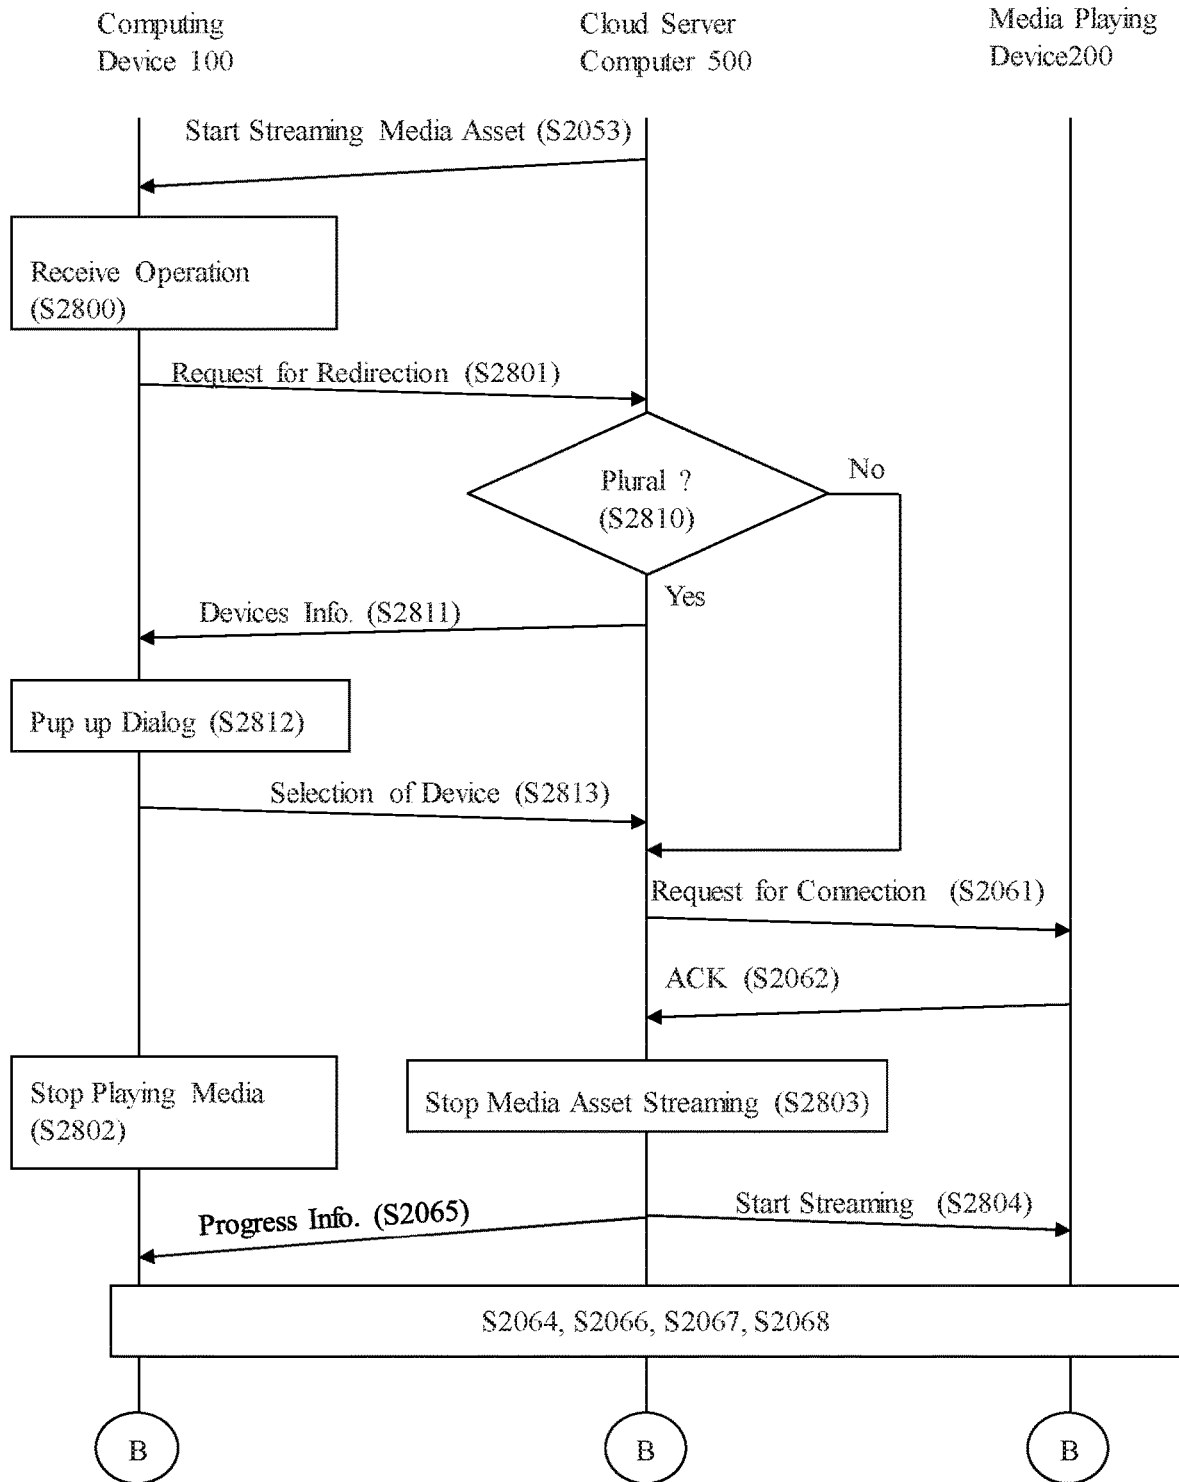 Computing
Device 100
Cloud Server
Computer 500
Media Playing
Device200
Start Streaming Media Asset (S2053)
Receive Operation
(S2800)
Request for Redirection (S2801)
Plural ?
(S2810)
No
Yes
Devices Info. (S2811)
Pup up Dialog (S2812)
Selection of Device (S2813)
Request for Connection (S2061)
ACK (S2062)
Stop Playing Media
(S2802)
Stop Media Asset Streaming (S2803)
Progress Info. (S2065)
Start Streaming (S2804)
S2064, S2066, S2067, S2068
B
B
B